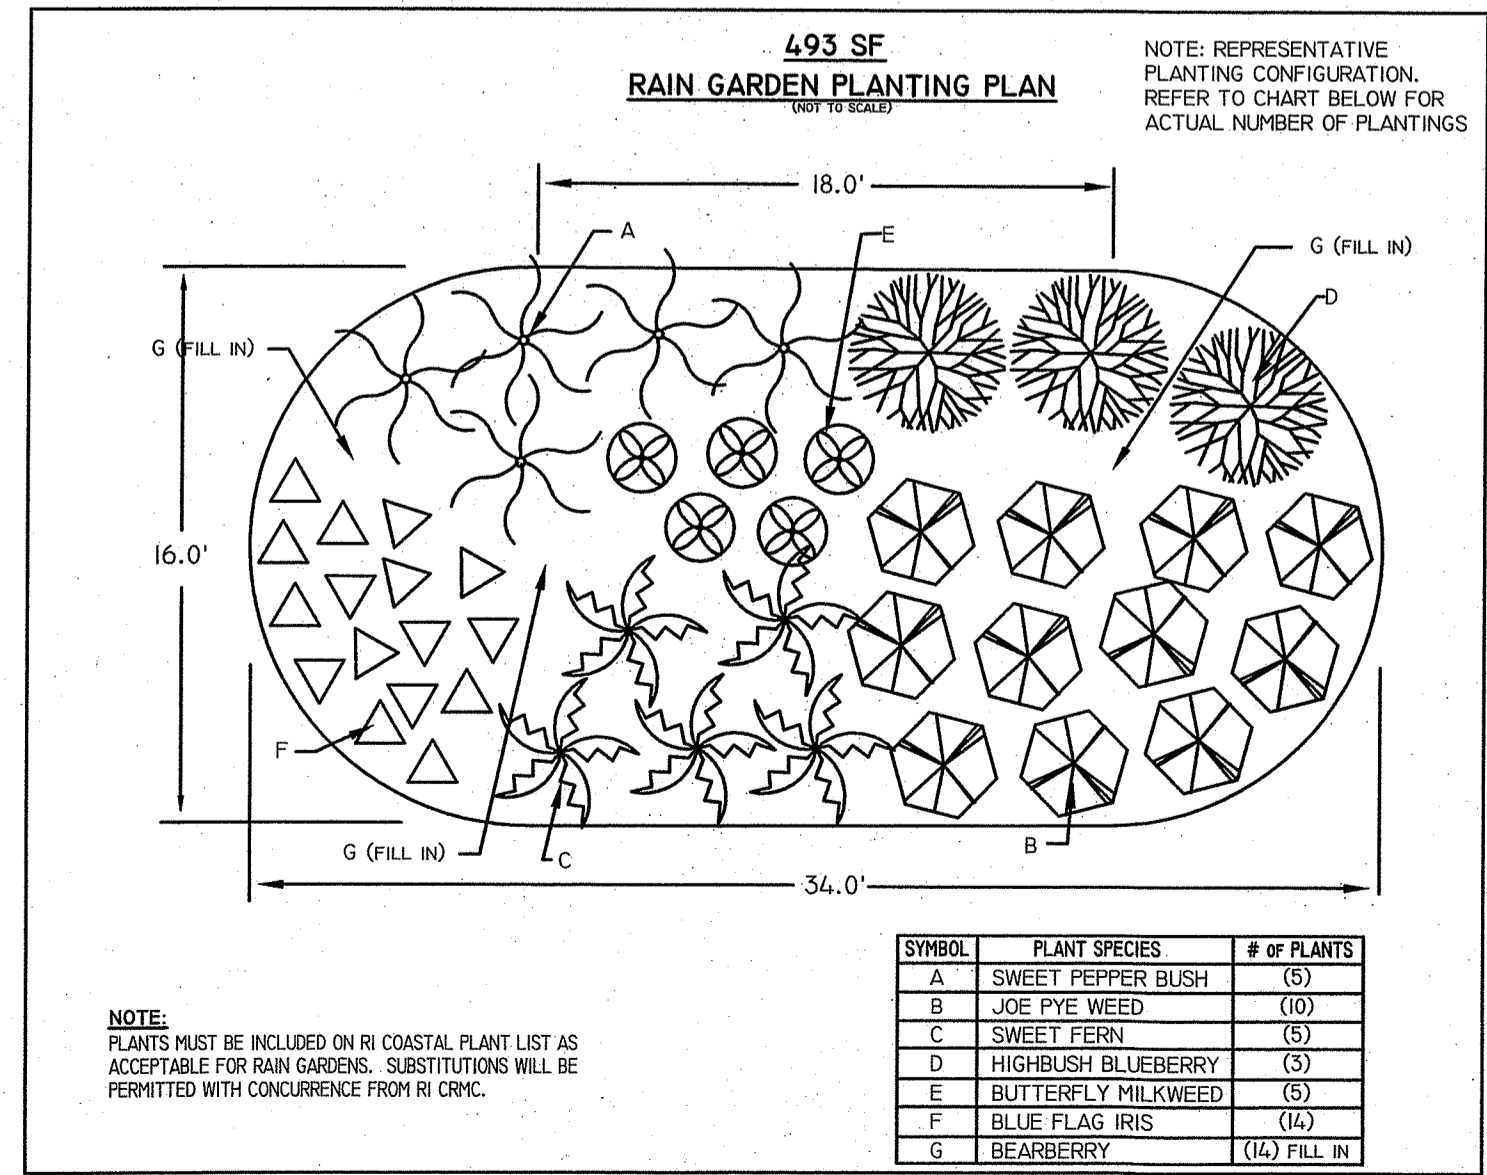 493 SF
RAIN GARDEN PLANTING PLAN
(NOT TO SCALE)
NOTE: REPRESENTATIVE
PLANTING CONFIGURATION.
REFER TO CHART BELOW FOR
ACTUAL NUMBER OF PLANTINGS
18.0'
A
E
G (FILL IN)
D
G (FILL IN)
16.0'
F
G (FILL IN)
C
B
34.0'
SYMBOL PLANT SPECIES # OF PLANTS
A SWEET PEPPER BUSH (5)
B JOE PYE WEED (10)
C SWEET FERN (5)
D HIGHBUSH BLUEBERRY (3)
E BUTTERFLY MILKWEED (5)
F BLUE FLAG IRIS (14)
G BEARBERRY (14) FILL IN
NOTE:
PLANTS MUST BE INCLUDED ON RI COASTAL PLANT LIST AS
ACCEPTABLE FOR RAIN GARDENS. SUBSTITUTIONS WILL BE
PERMITTED WITH CONCURRENCE FROM RI CRMC.